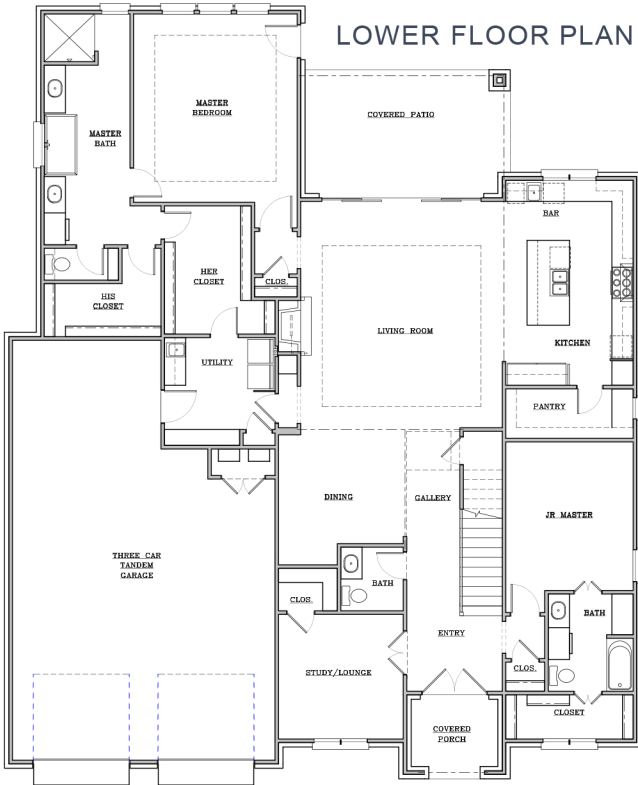 LOWER FLOOR PLAN
MASTER
BEDROOM
COVERED PATIO
MASTER
BATH
BAR
HER
CLOSET
CLOS.
HIS
CLOSET
LIVING ROOM
KITCHEN
UTILITY
PANTRY
DINING
GALLERY
JR MASTER
THREE CAR
TANDEM
GARAGE
BATH
CLOS.
BATH
ENTRY
STUDY/LOUNGE
CLOS.
CLOSET
COVERED
PORCH